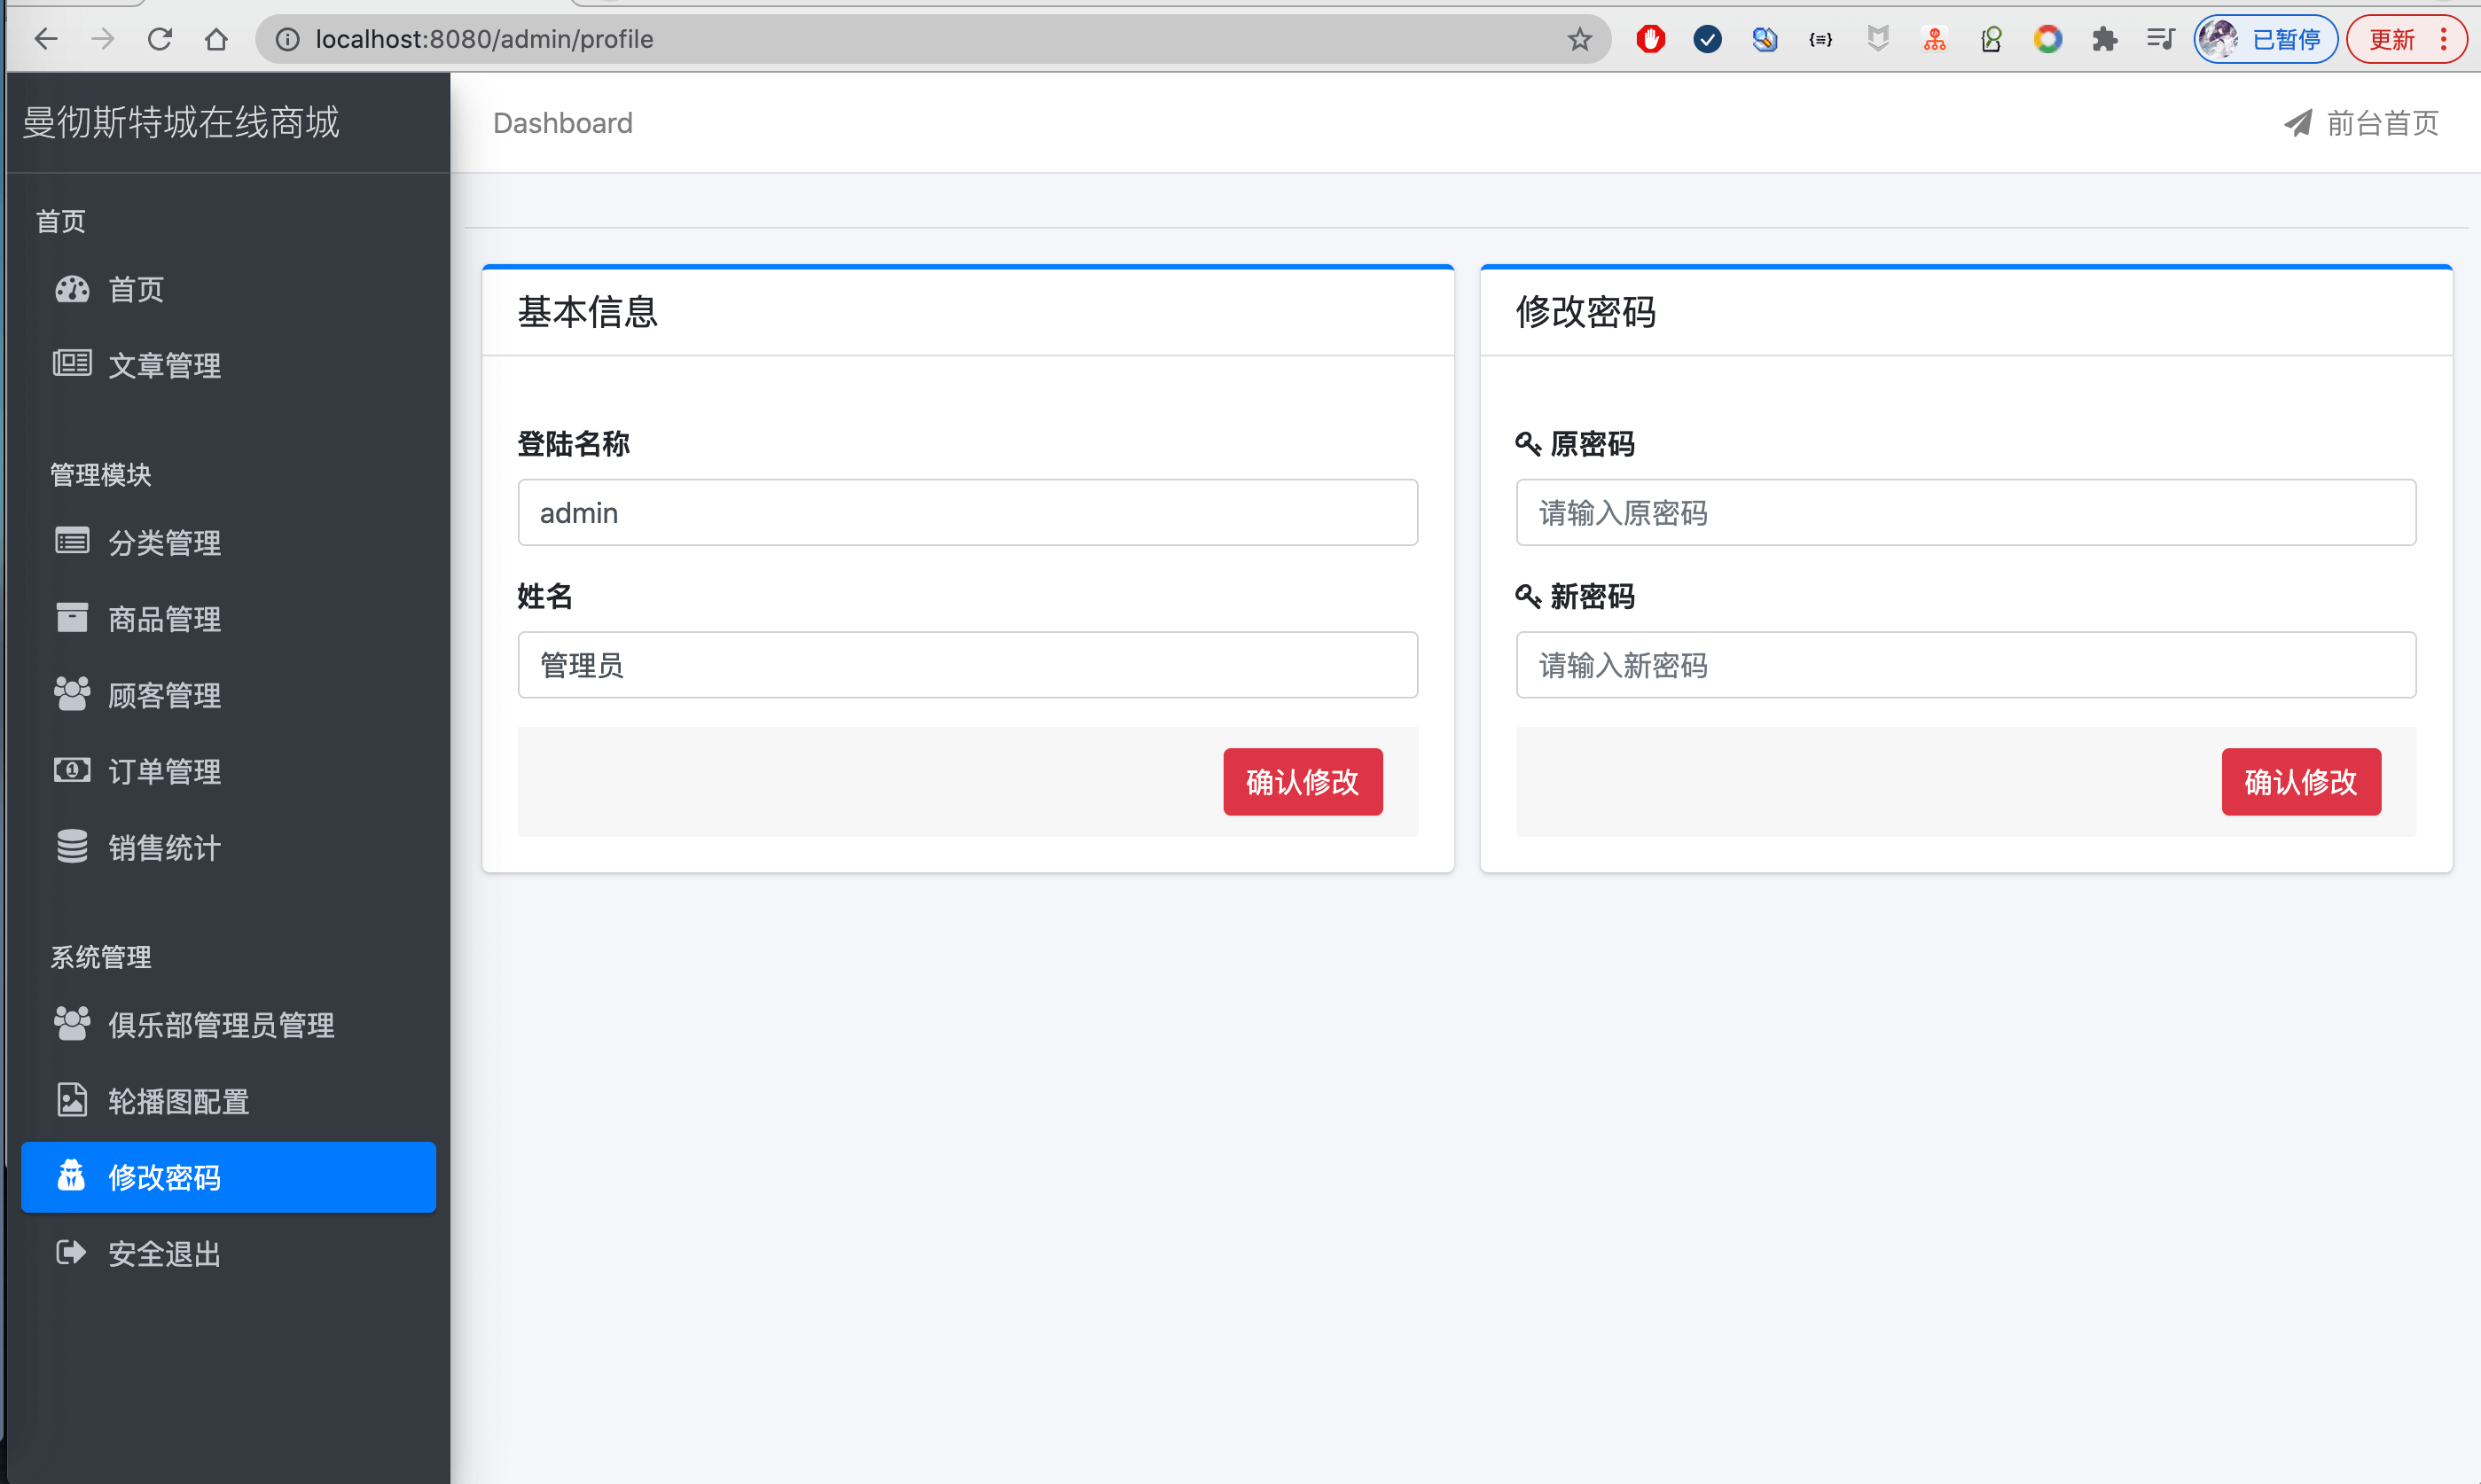 localhost:8080/admin/profile
已暂停
更新
曼彻斯特城在线商城
Dashboard
前台首页
首页
首页
文章管理
管理模块
分类管理
商品管理
顾客管理
订单管理
销售统计
系统管理
俱乐部管理员管理
轮播图配置
修改密码
安全退出
基本信息
登陆名称
admin
姓名
管理员
确认修改
修改密码
原密码
请输入原密码
新密码
请输入新密码
确认修改